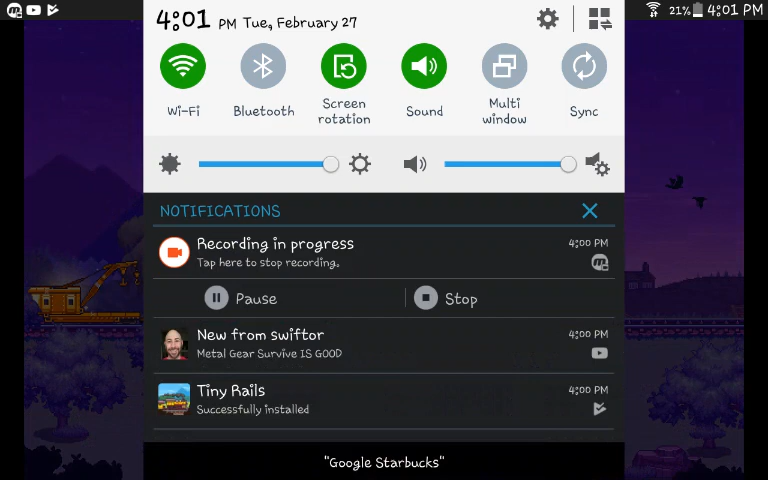 21% 4:01 PM
4:01 PM Tue, February 27
Wi-Fi
Bluetooth
Screen
rotation
Sound
Multi
window
Sync
NOTIFICATIONS
Recording in progress 4:00 PM
Tap here to stop recording.
Pause Stop
New from swiftor 4:00 PM
Metal Gear Survive IS GOOD
Tiny Rails 4:00 PM
Successfully installed
"Google Starbucks"